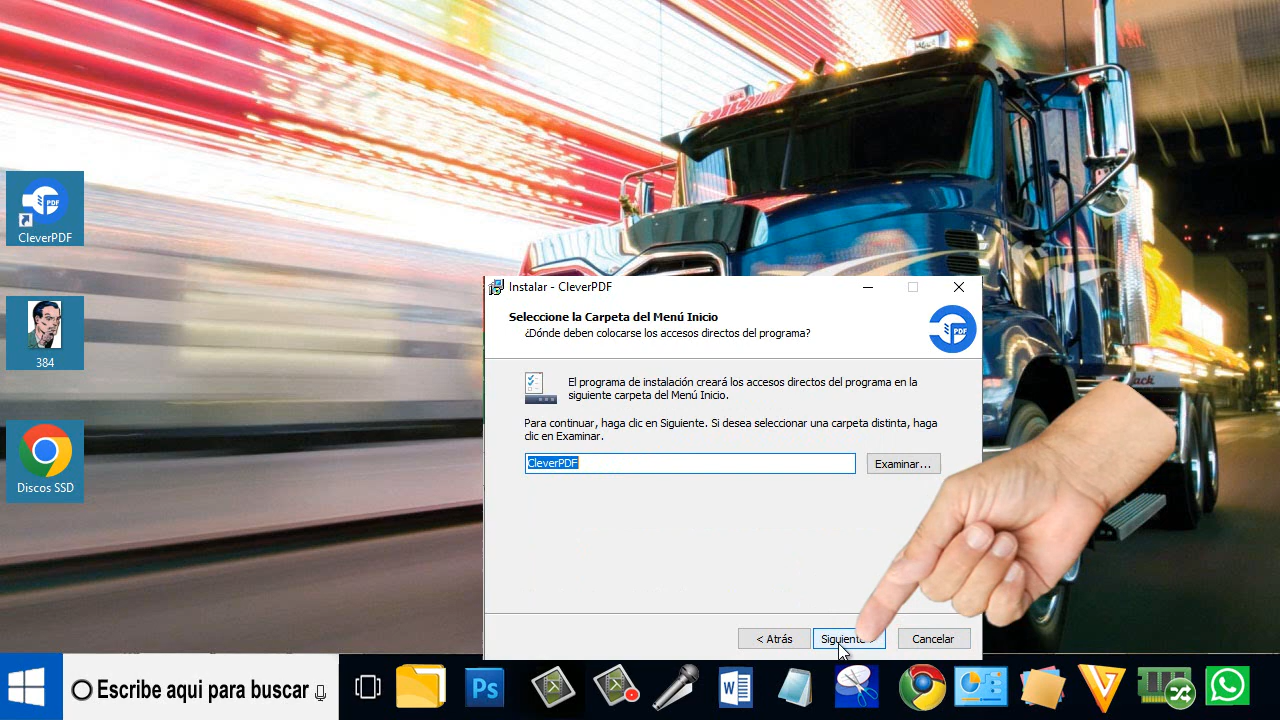 CleverPDF
384
Discos SSD
Instalar - CleverPDF
Seleccione la Carpeta del Menú Inicio
¿Dónde deben colocarse los accesos directos del programa?
PDF
El programa de instalación creará los accesos directos del programa en la
siguiente carpeta del Menú Inicio.
Para continuar, haga clic en Siguiente. Si desea seleccionar una carpeta distinta, haga
clic en Examinar.
CleverPDF
Examinar...
< Atrás
Siguiente
Cancelar
Escribe aqui para buscar
Ps
W
PDF